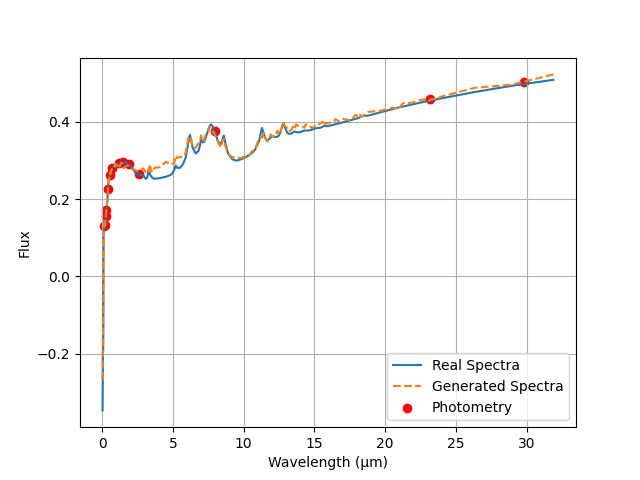 0.4
0.2
0.0
−0.2
Flux
0 5 10 15 20 25 30
Wavelength (μm)
Real Spectra
Generated Spectra
Photometry